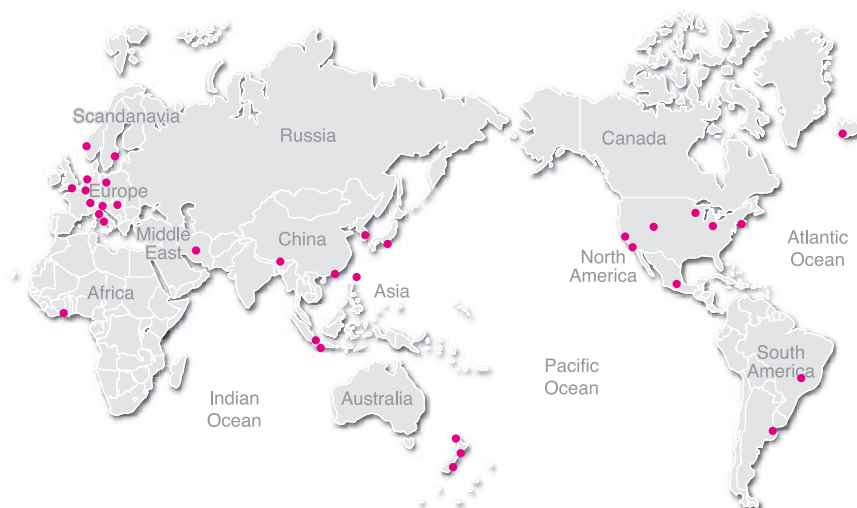 Scandanavia
Russia
Canada
Europe
Middle
East
China
North
America
Atlantic
Ocean
Africa
Asia
South
America
Pacific
Ocean
Indian
Ocean
Australia